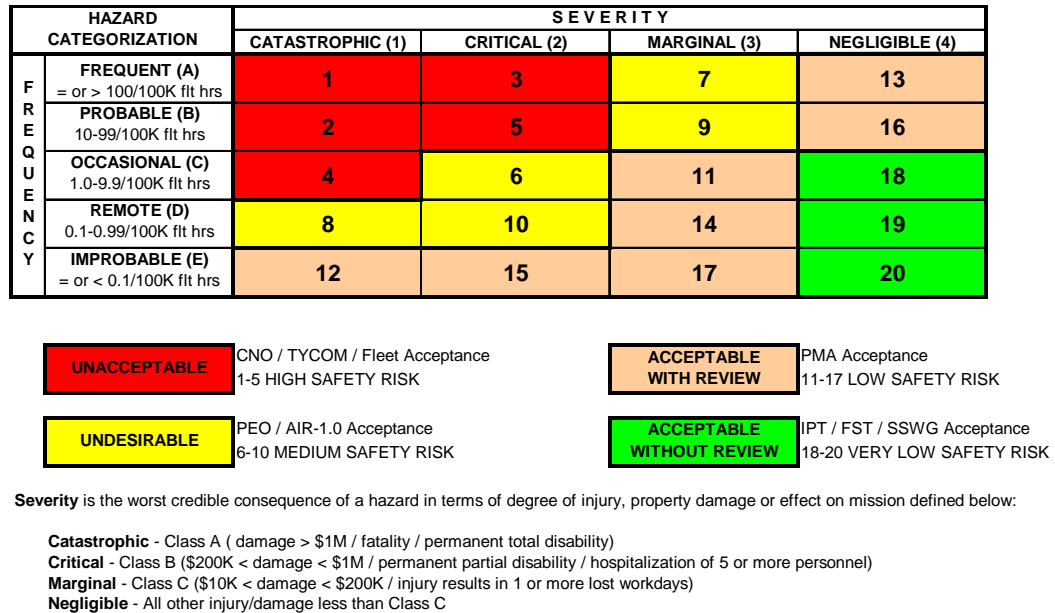 HAZARD CATEGORIZATION SEVERITY
CATASTROPHIC (1) CRITICAL (2) MARGINAL (3) NEGLIGIBLE (4)
FREQUENCY
FREQUENT (A)
= or > 100/100K flt hrs
1 3 7 13
PROBABLE (B)
10-99/100K flt hrs
2 5 9 16
OCCASIONAL (C)
1.0-9.9/100K flt hrs
4 6 11 18
REMOTE (D)
0.1-0.99/100K flt hrs
8 10 14 19
IMPROBABLE (E)
= or < 0.1/100K flt hrs
12 15 17 20
UNACCEPTABLE
CNO / TYCOM / Fleet Acceptance
1-5 HIGH SAFETY RISK
ACCEPTABLE
WITH REVIEW
PMA Acceptance
11-17 LOW SAFETY RISK
UNDESIRABLE
PEO / AIR-1.0 Acceptance
6-10 MEDIUM SAFETY RISK
ACCEPTABLE
WITHOUT REVIEW
IPT / FST / SSWG Acceptance
18-20 VERY LOW SAFETY RISK
Severity is the worst credible consequence of a hazard in terms of degree of injury, property damage or effect on mission defined below:
Catastrophic - Class A ( damage > $1M / fatality / permanent total disability)
Critical - Class B ($200K < damage < $1M / permanent partial disability / hospitalization of 5 or more personnel)
Marginal - Class C ($10K < damage < $200K / injury results in 1 or more lost workdays)
Negligible - All other injury/damage less than Class C